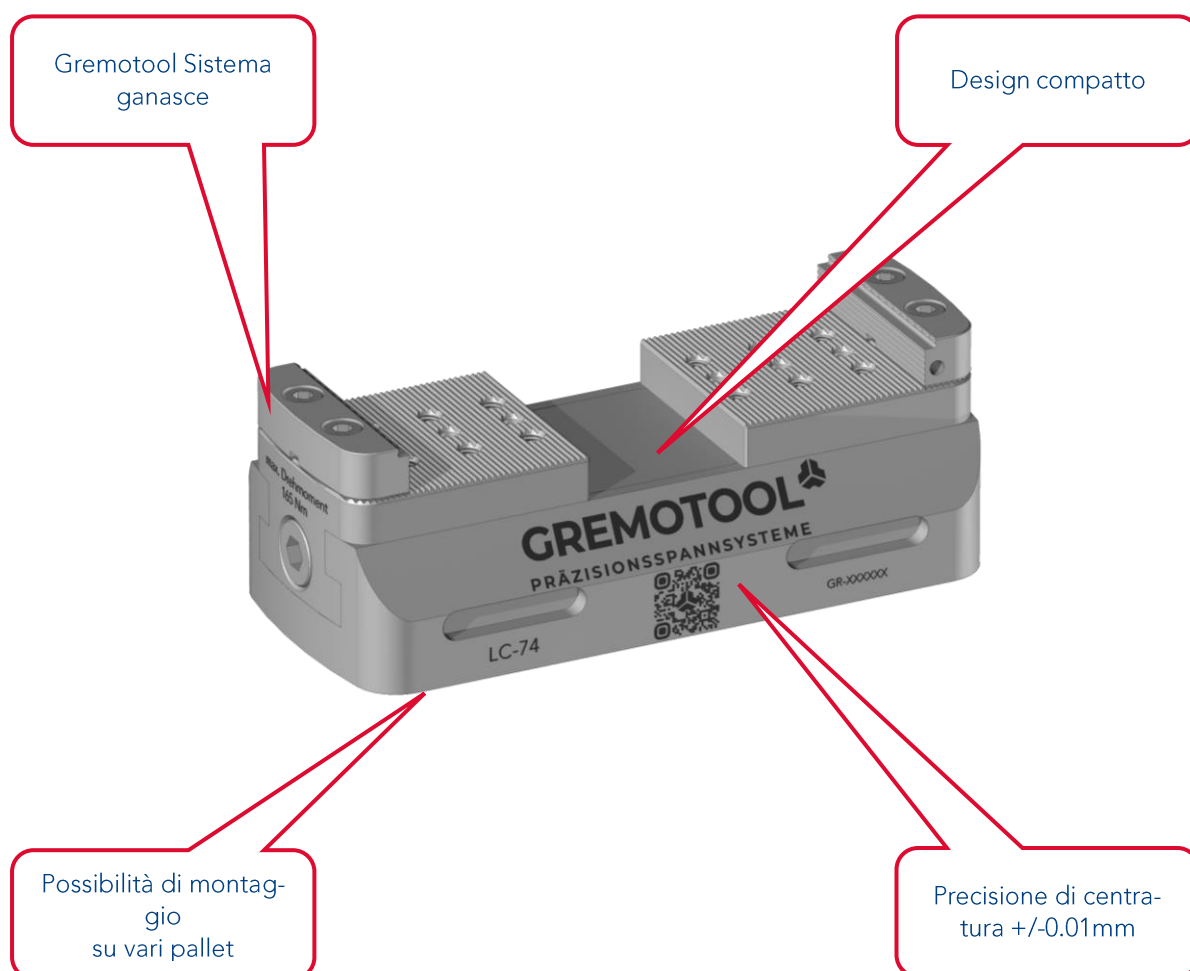 Gremotool Sistema
ganasce
Design compatto
max. Drehmoment
165 Nm
GREMOTOOL
PRÄZISIONSSPANNSYSTEME
LC-74
GR-XXXXXX
Possibilità di montag-
gio
su vari pallet
Precisione di centra-
tura +/-0.01mm